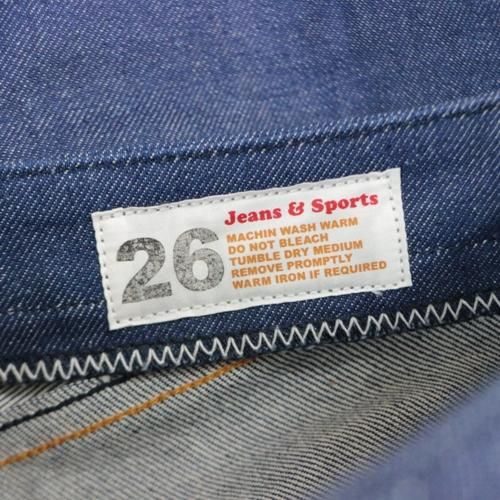 Jeans & Sports
26
MACHIN WASH WARM
DO NOT BLEACH
TUMBLE DRY MEDIUM
REMOVE PROMPTLY
WARM IRON IF REQUIRED